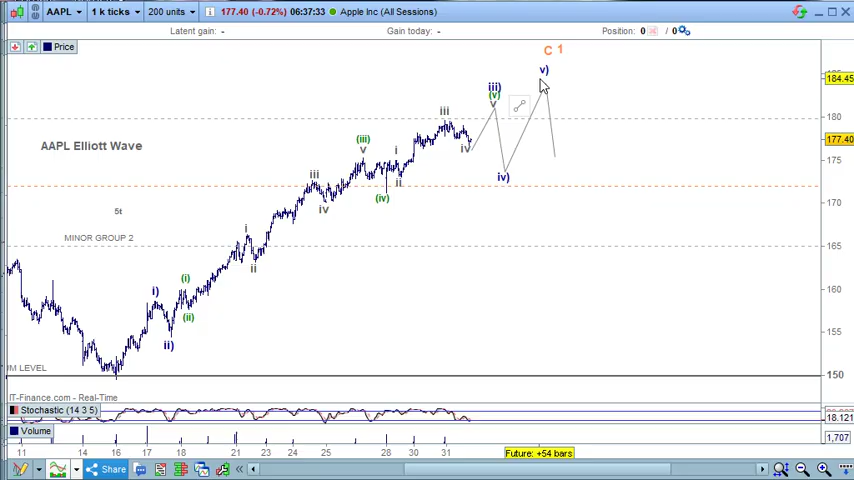 AAPL 1 k ticks 200 units i 177.40 (-0.72%) 06:37:33 Apple Inc (All Sessions)
Latent gain: - Gain today: - Position: 0 / 0
Price
C 1
v)
184.45
iii)
(v)
v
iii
180
AAPL Elliott Wave
(iii)
v
i
iv
177.40
175
iii
ii
iv)
(iv)
170
5t
iv
i
MINOR GROUP 2
165
ii
(i)
160
i)
(ii)
155
ii)
IM LEVEL
150
IT-Finance.com - Real-Time
Stochastic (14 3 5)
18.121
Volume
1,707
11 14 16 17 18 21 23 24 25 28 30 31 Future: +54 bars
Share